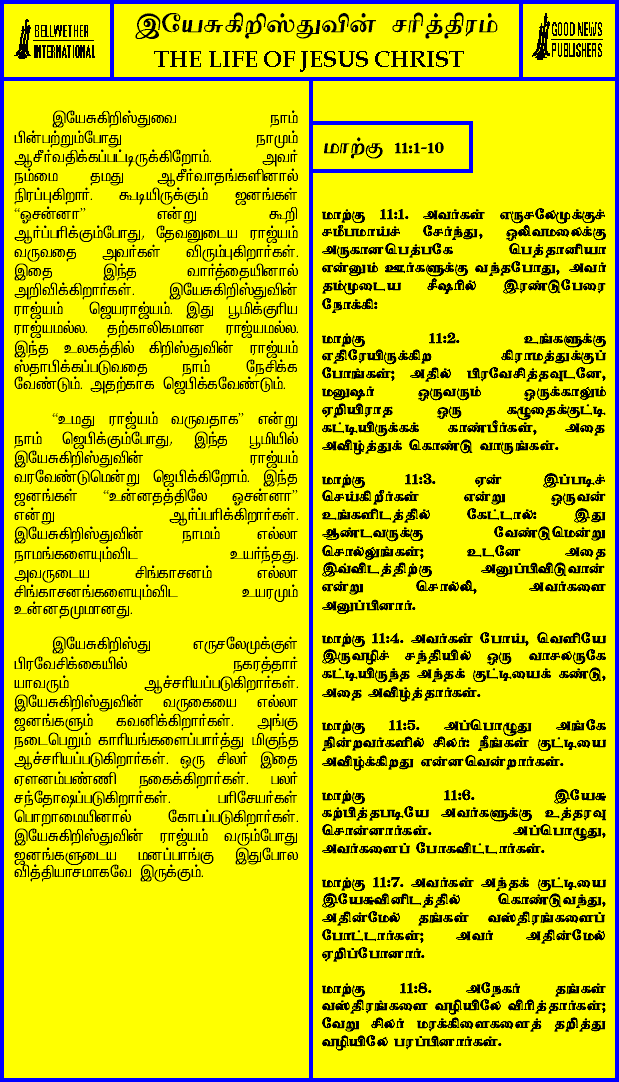 BELLWETHER
INTERNATIONAL
இயேசுகிறிஸ்துவின் சரித்திரம்
THE LIFE OF JESUS CHRIST
GOOD NEWS
PUBLISHERS
இயேசுகிறிஸ்துவை நாம்
பின்பற்றும்போது நாமும்
ஆசீர்வதிக்கப்பட்டிருக்கிறோம். அவர்
நம்மை தமது ஆசீர்வாதங்களினால்
நிரப்புகிறார். கூடியிருக்கும் ஜனங்கள்
“ஓசன்னா” என்று கூறி
ஆர்ப்பரிக்கும்போது, தேவனுடைய ராஜ்யம்
வருவதை அவர்கள் விரும்புகிறார்கள்.
இதை இந்த வார்த்தையினால்
அறிவிக்கிறார்கள். இயேசுகிறிஸ்துவின்
ராஜ்யம் ஜெயராஜ்யம். இது பூமிக்குரிய
ராஜ்யமல்ல. தற்காலிகமான ராஜ்யமல்ல.
இந்த உலகத்தில் கிறிஸ்துவின் ராஜ்யம்
ஸ்தாபிக்கப்படுவதை நாம் நேசிக்க
வேண்டும். அதற்காக ஜெபிக்கவேண்டும்.
“உமது ராஜ்யம் வருவதாக” என்று
நாம் ஜெபிக்கும்போது, இந்த பூமியில்
இயேசுகிறிஸ்துவின் ராஜ்யம்
வரவேண்டுமென்று ஜெபிக்கிறோம். இந்த
ஜனங்கள் “உன்னதத்திலே ஓசன்னா”
என்று ஆர்ப்பரிக்கிறார்கள்.
இயேசுகிறிஸ்துவின் நாமம் எல்லா
நாமங்களையும்விட உயர்ந்தது.
அவருடைய சிங்காசனம் எல்லா
சிங்காசனங்களையும்விட உயரமும்
உன்னதமுமானது.
இயேசுகிறிஸ்து எருசலேமுக்குள்
பிரவேசிக்கையில் நகரத்தார்
யாவரும் ஆச்சரியப்படுகிறார்கள்.
இயேசுகிறிஸ்துவின் வருகையை எல்லா
ஜனங்களும் கவனிக்கிறார்கள். அங்கு
நடைபெறும் காரியங்களைப்பார்த்து மிகுந்த
ஆச்சரியப்படுகிறார்கள். ஒரு சிலர் இதை
ஏளனம்பண்ணி நகைக்கிறார்கள். பலர்
சந்தோஷப்படுகிறார்கள். பரிசேயர்கள்
பொறாமையினால் கோபப்படுகிறார்கள்.
இயேசுகிறிஸ்துவின் ராஜ்யம் வரும்போது
ஜனங்களுடைய மனப்பாங்கு இதுபோல
வித்தியாசமாகவே இருக்கும்.
மாற்கு 11:1-10
மாற்கு 11:1. அவர்கள் எருசலேமுக்குச்
சமீபமாய்ச் சேர்ந்து, ஒலிவமலைக்கு
அருகானபெத்பகே பெத்தானியா
என்னும் ஊர்களுக்கு வந்தபோது, அவர்
தம்முடைய சீஷரில் இரண்டுபேரை
நோக்கி:
மாற்கு 11:2. உங்களுக்கு
எதிரேயிருக்கிற கிராமத்துக்குப்
போங்கள்; அதில் பிரவேசித்தவுடனே,
மனுஷர் ஒருவரும் ஒருக்காலும்
ஏறியிராத ஒரு கழுதைக்குட்டி
கட்டியிருக்கக் காண்பீர்கள், அதை
அவிழ்த்துக் கொண்டு வாருங்கள்.
மாற்கு 11:3. ஏன் இப்படிச்
செய்கிறீர்கள் என்று ஒருவன்
உங்களிடத்தில் கேட்டால்: இது
ஆண்டவருக்கு வேண்டுமென்று
சொல்லுங்கள்; உடனே அதை
இவ்விடத்திற்கு அனுப்பிவிடுவான்
என்று சொல்லி, அவர்களை
அனுப்பினார்.
மாற்கு 11:4. அவர்கள் போய், வெளியே
இருவழிச் சந்தியில் ஒரு வாசலருகே
கட்டியிருந்த அந்தக் குட்டியைக் கண்டு,
அதை அவிழ்த்தார்கள்.
மாற்கு 11:5. அப்பொழுது அங்கே
நின்றவர்களில் சிலர்: நீங்கள் குட்டியை
அவிழ்க்கிறது என்னவென்றார்கள்.
மாற்கு 11:6. இயேசு
கற்பித்தபடியே அவர்களுக்கு உத்தரவு
சொன்னார்கள். அப்பொழுது,
அவர்களைப் போகவிட்டார்கள்.
மாற்கு 11:7. அவர்கள் அந்தக் குட்டியை
இயேசுவினிடத்தில் கொண்டுவந்து,
அதின்மேல் தங்கள் வஸ்திரங்களைப்
போட்டார்கள்; அவர் அதின்மேல்
ஏறிப்போனார்.
மாற்கு 11:8. அநேகர் தங்கள்
வஸ்திரங்களை வழியிலே விரித்தார்கள்;
வேறு சிலர் மரக்கிளைகளைத் தறித்து
வழியிலே பரப்பினார்கள்.